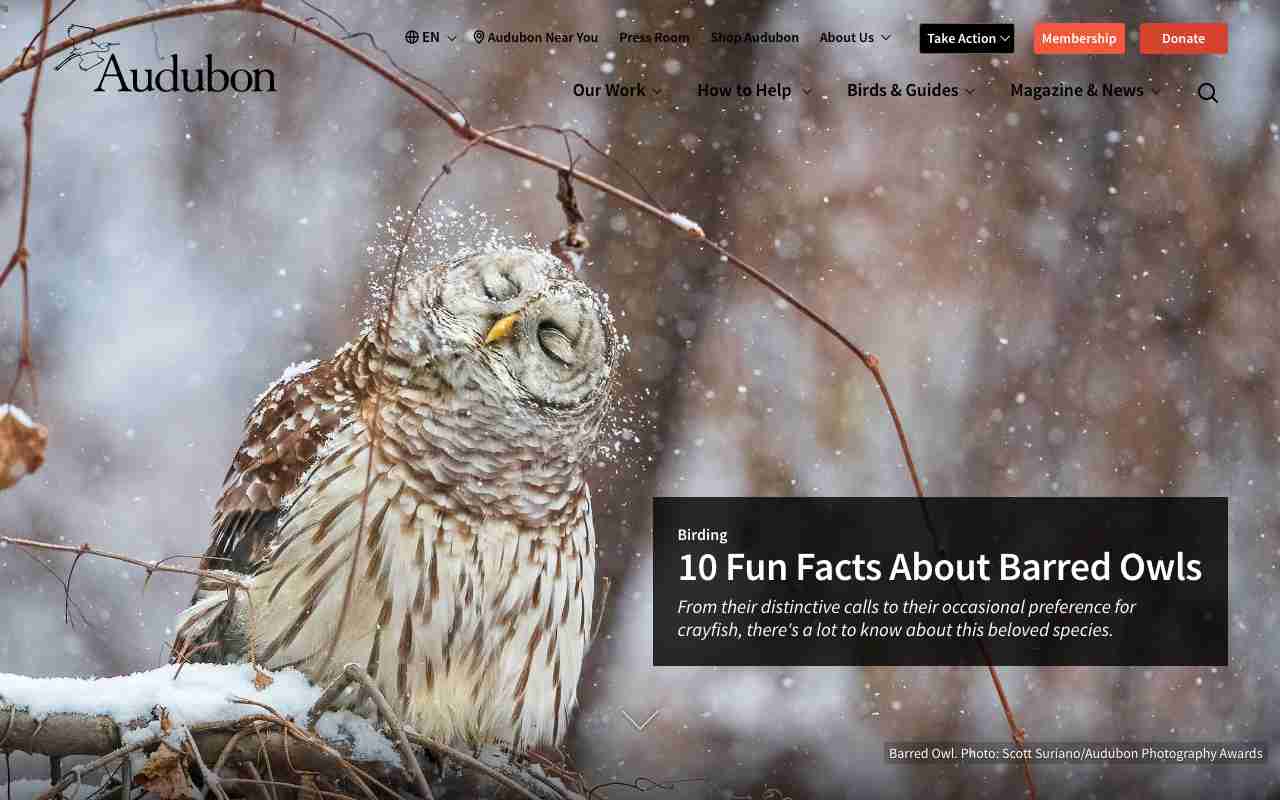 EN
Audubon Near You
Press Room
Shop Audubon
About Us
Take Action
Membership
Donate
Audubon
Our Work
How to Help
Birds & Guides
Magazine & News
Birding
10 Fun Facts About Barred Owls
From their distinctive calls to their occasional preference for
crayfish, there's a lot to know about this beloved species.
Barred Owl. Photo: Scott Suriano/Audubon Photography Awards